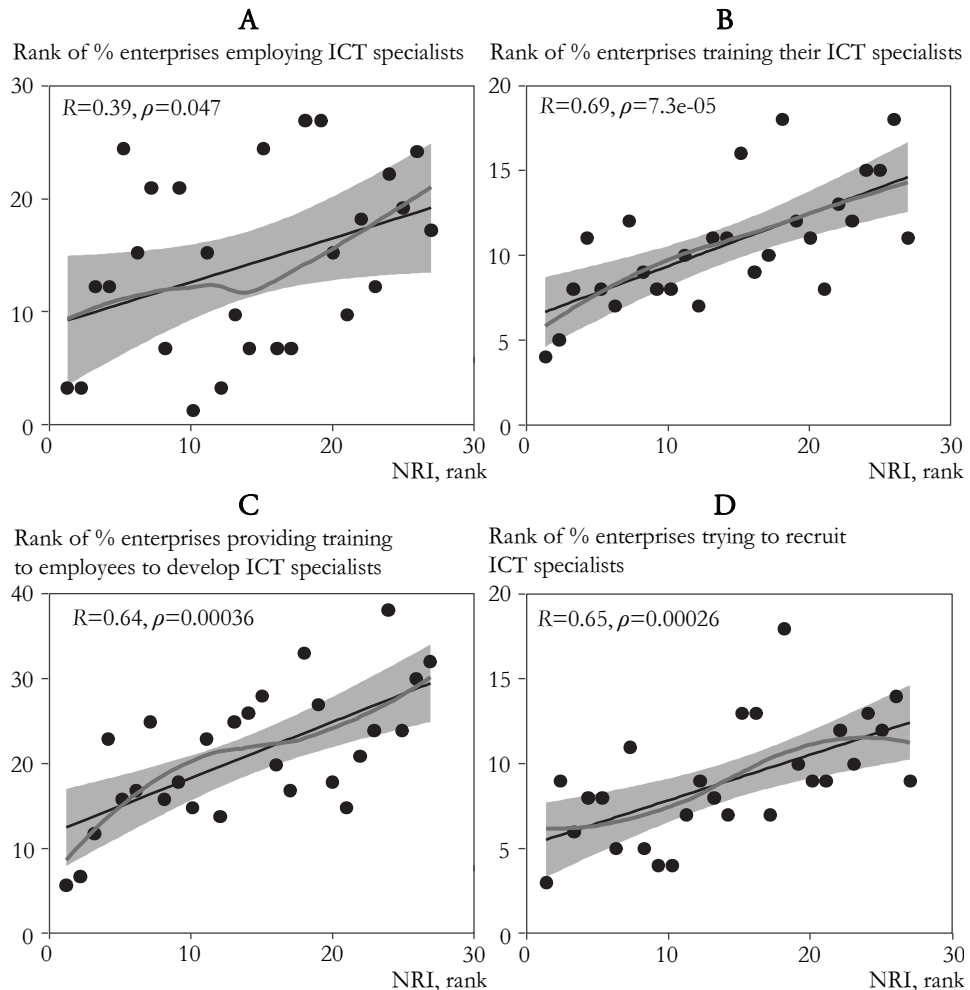 A
Rank of % enterprises employing ICT specialists
30
20
10
0
R=0.39, ρ=0.047
0 10 20 30
NRI, rank
B
Rank of % enterprises training their ICT specialists
20
15
10
5
0
R=0.69, ρ=7.3e-05
0 10 20 30
NRI, rank
C
Rank of % enterprises providing training
to employees to develop ICT specialists
40
30
20
10
0
R=0.64, ρ=0.00036
0 10 20 30
NRI, rank
D
Rank of % enterprises trying to recruit
ICT specialists
20
15
10
5
0
R=0.65, ρ=0.00026
0 10 20 30
NRI, rank